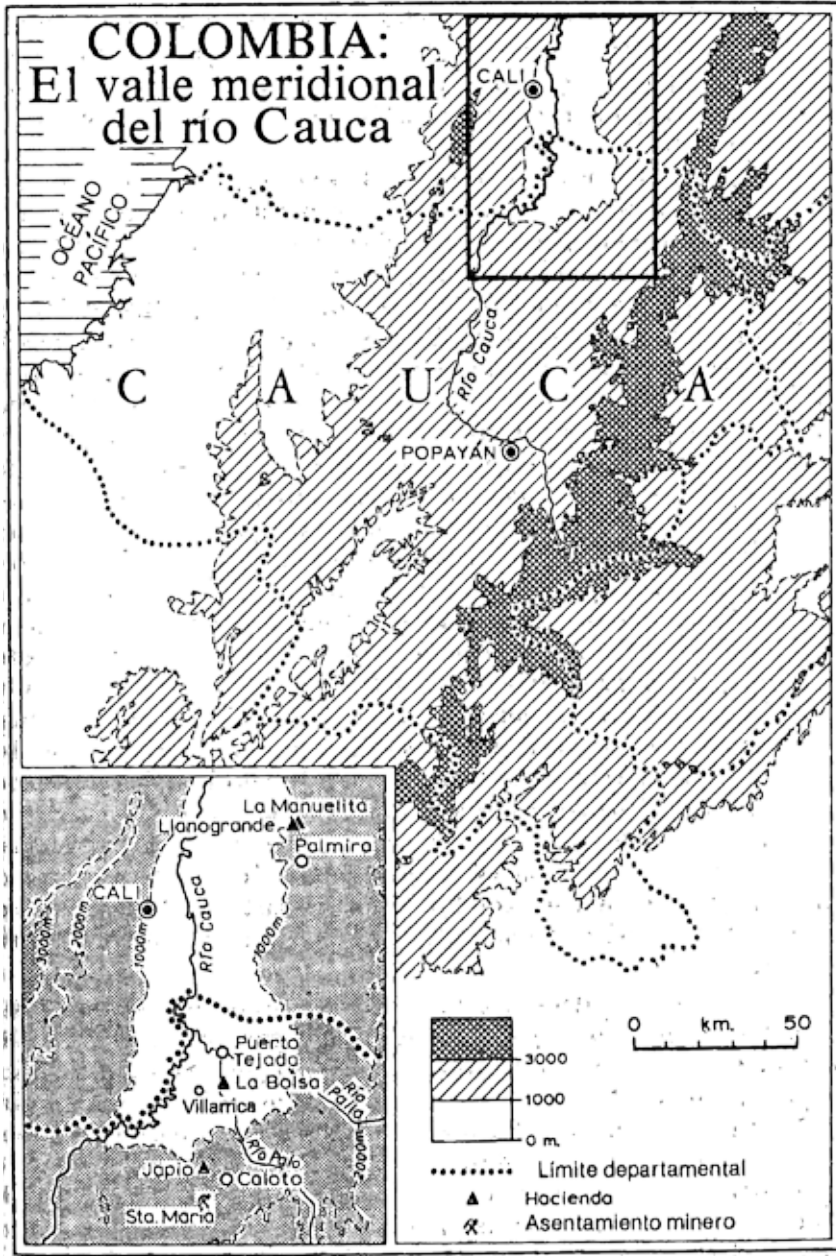 COLOMBIA:
El valle meridional
del río Cauca
CALI
OCÉANO
PACÍFICO
Río Cauca
C A U C A
POPAYÁN
La Manuelita
Llanogrande
Palmira
CALI
Río Cauca
3000m
2000m
1000m
1000m
Puerto
Tejada
La Bolsa
Villarrica
Río
Palo
Japio
Caloto
2000m
Sta. María
3000
1000
0 m.
0 km. 50
Límite departamental
Hacienda
Asentamiento minero